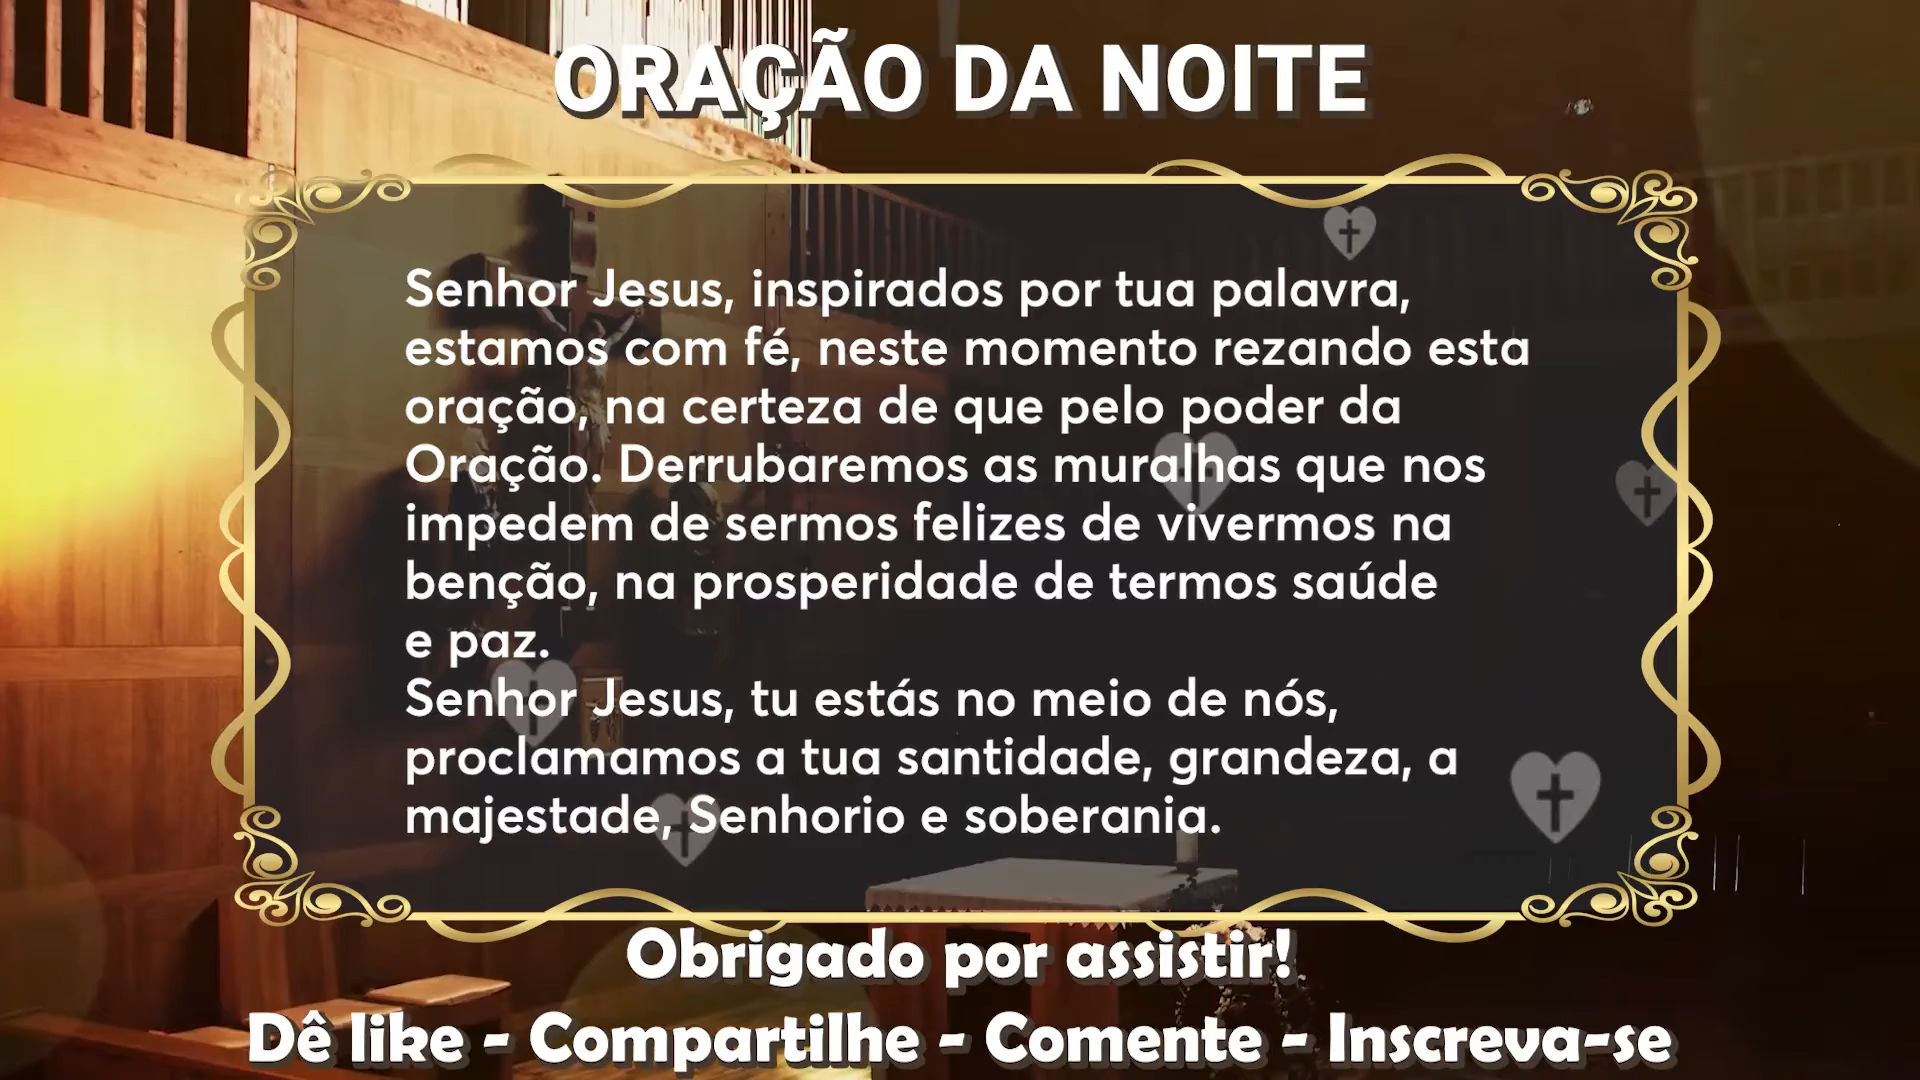 ORAÇÃO DA NOITE
Senhor Jesus, inspirados por tua palavra,
estamos com fé, neste momento rezando esta
oração, na certeza de que pelo poder da
Oração. Derrubaremos as muralhas que nos
impedem de sermos felizes de vivermos na
benção, na prosperidade de termos saúde
e paz.
Senhor Jesus, tu estás no meio de nós,
proclamamos a tua santidade, grandeza, a
majestade, Senhorio e soberania.
Obrigado por assistir!
Dê like - Compartilhe - Comente - Inscreva-se